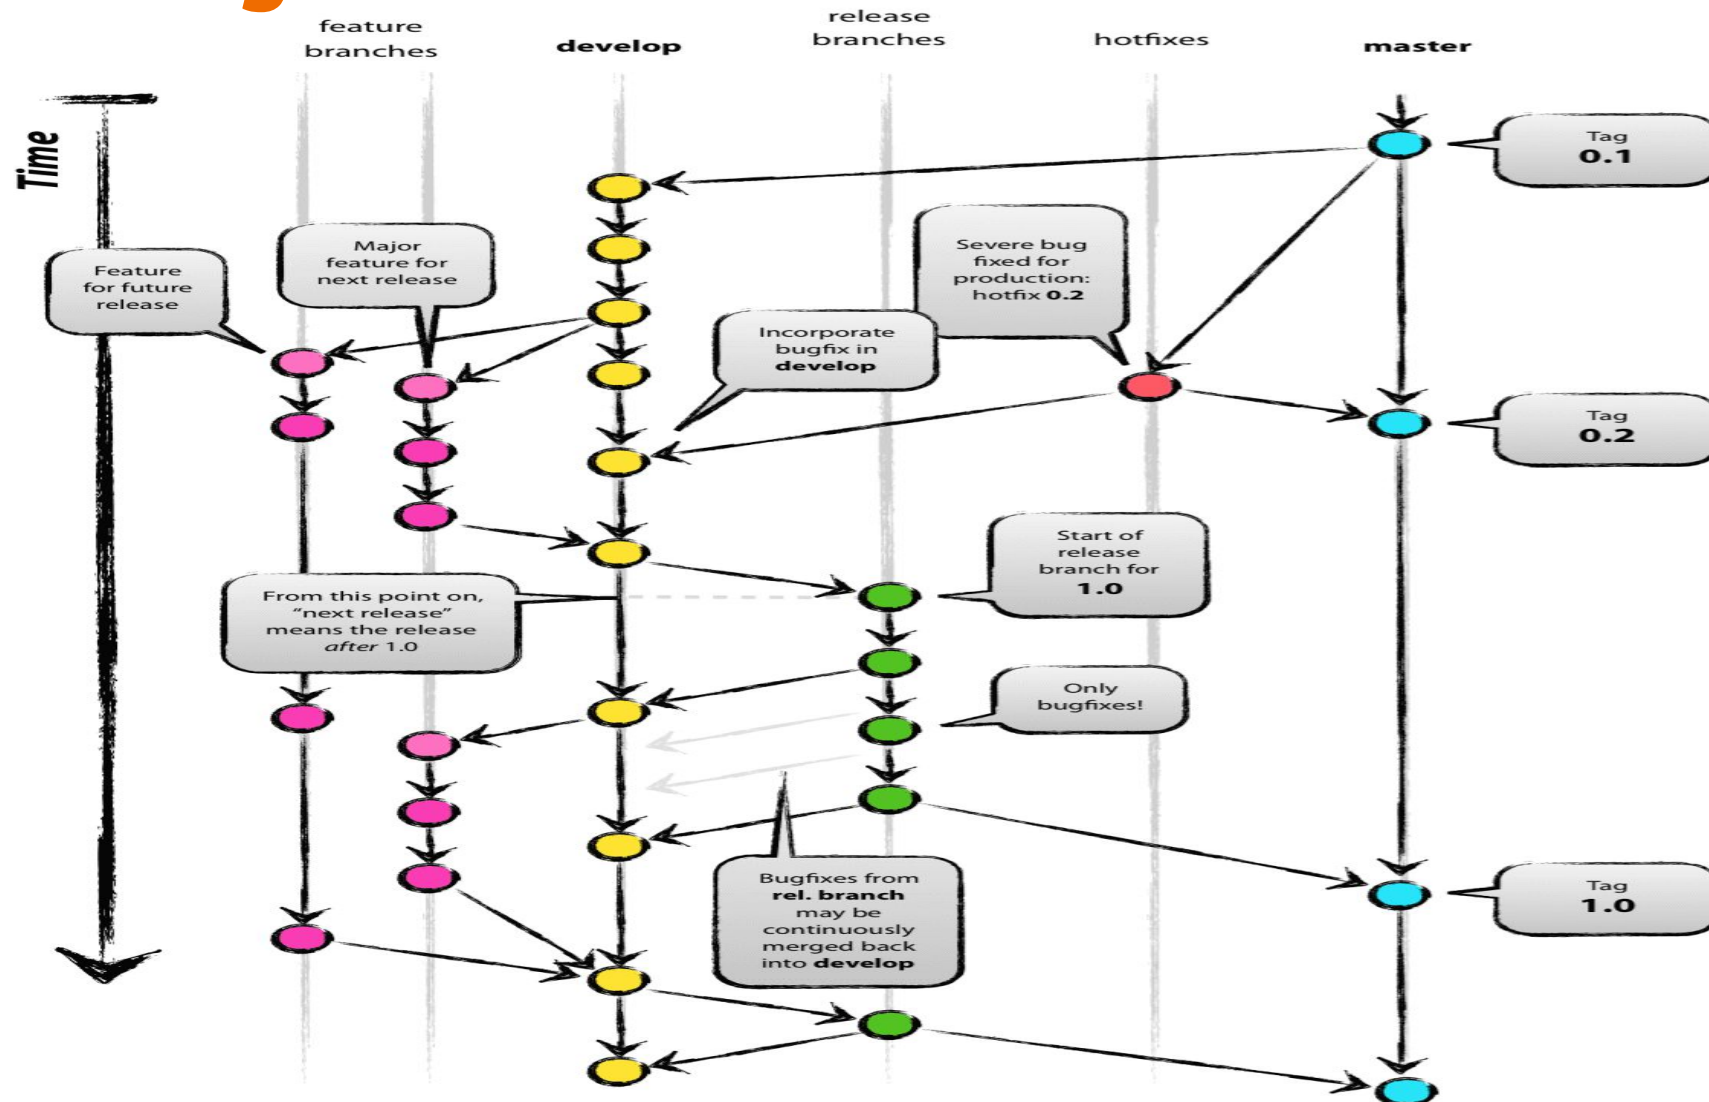 feature
branches
develop
release
branches
hotfixes
master
Time
Tag
0.1
Feature
for future
release
Major
feature for
next release
Severe bug
fixed for
production:
hotfix 0.2
Incorporate
bugfix in
develop
Tag
0.2
Start of
release
branch for
1.0
From this point on,
“next release”
means the release
after 1.0
Only
bugfixes!
Bugfixes from
rel. branch
may be
continuously
merged back
into develop
Tag
1.0